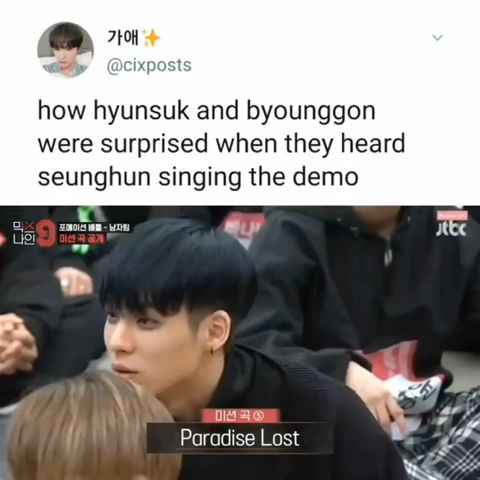 가애✨
@cixposts
how hyunsuk and byounggon
were surprised when they heard
seunghun singing the demo
믹스나인9
포메이션 배틀 - 남자팀
미션 곡 공개
jtbc
미션 곡 ⑤
Paradise Lost